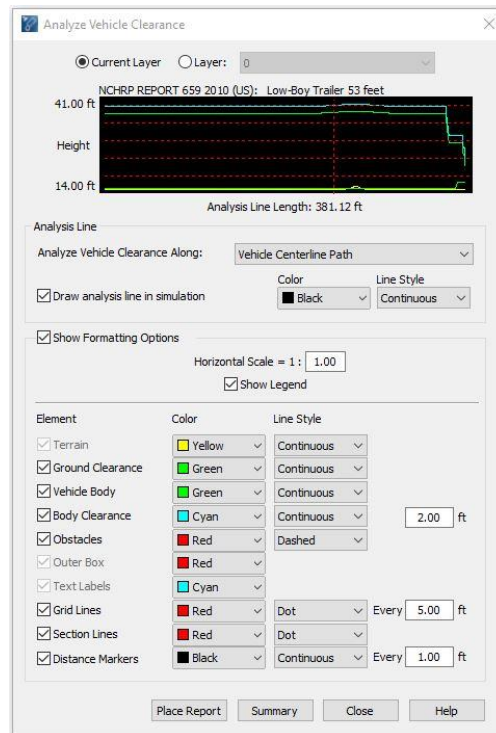 Analyze Vehicle Clearance
Current Layer Layer: 0
NCHRP REPORT 659 2010 (US): Low-Boy Trailer 53 feet
41.00 ft
Height
14.00 ft
Analysis Line Length: 381.12 ft
Analysis Line
Analyze Vehicle Clearance Along: Vehicle Centerline Path
Color Line Style
Draw analysis line in simulation Black Continuous
Show Formatting Options
Horizontal Scale = 1 : 1.00
Show Legend
Element Color Line Style
Terrain Yellow Continuous
Ground Clearance Green Continuous
Vehicle Body Green Continuous
Body Clearance Cyan Continuous 2.00 ft
Obstacles Red Dashed
Outer Box Red
Text Labels Cyan
Grid Lines Red Dot Every 5.00 ft
Section Lines Red Dot
Distance Markers Black Continuous Every 1.00 ft
Place Report Summary Close Help